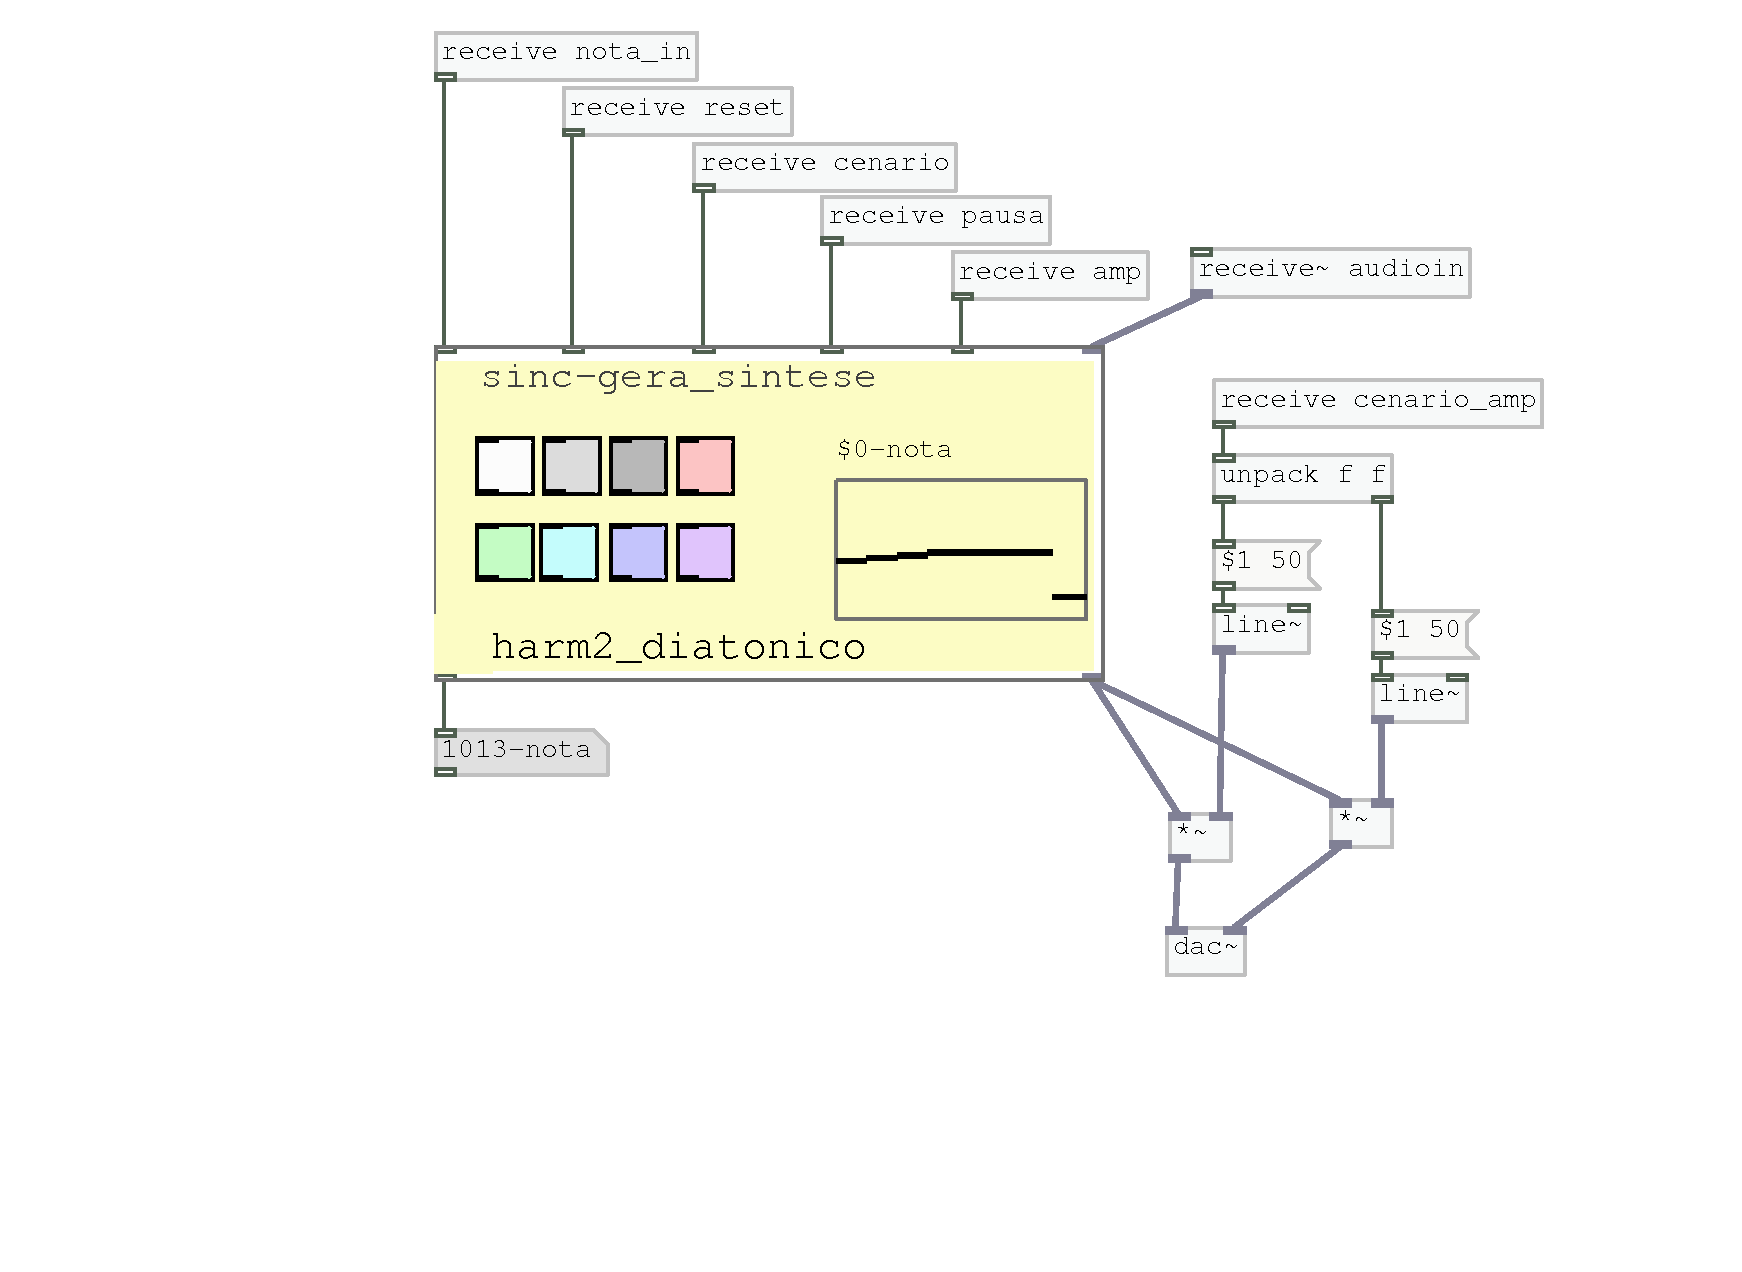 receive nota_in
receive reset
receive cenario
receive pausa
receive amp
receive~ audioin
sinc-gera_sintese
receive cenario_amp
$0-nota
unpack f f
$1 50
line~
$1 50
harm2_diatonico
line~
1013-nota
*~
*~
dac~